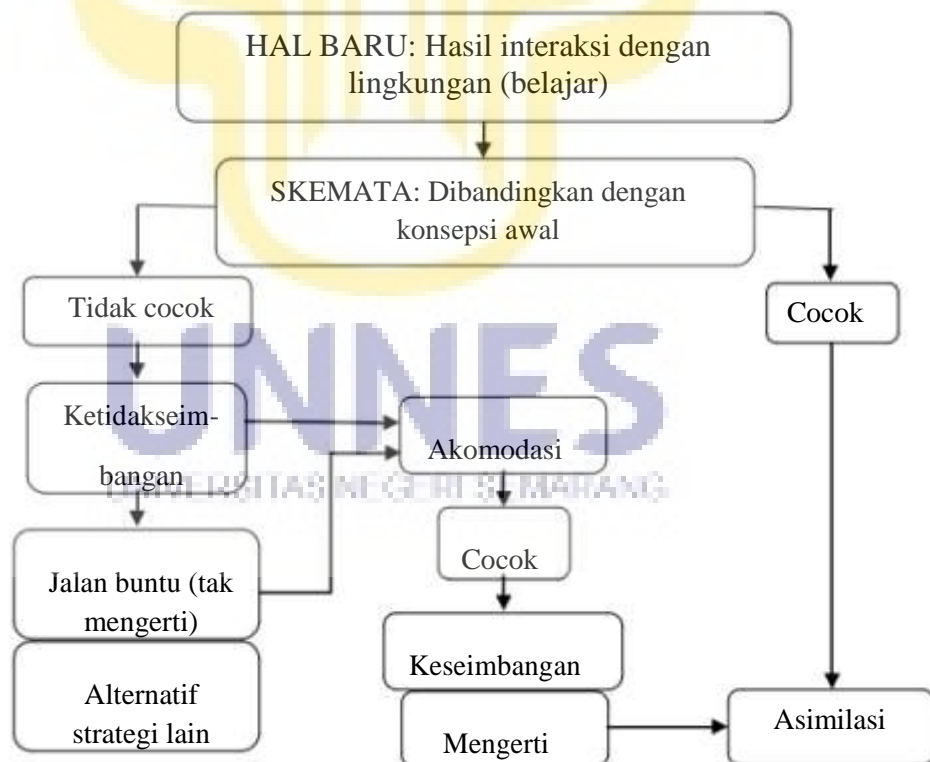 HAL BARU: Hasil interaksi dengan
lingkungan (belajar)
SKEMATA: Dibandingkan dengan
konsepsi awal
Tidak cocok
Cocok
Ketidakseim-
bangan
Akomodasi
UNNES
UNIVERSITAS NEGERI SEMARANG
Jalan buntu (tak
mengerti)
Cocok
Alternatif
strategi lain
Keseimbangan
Mengerti
Asimilasi